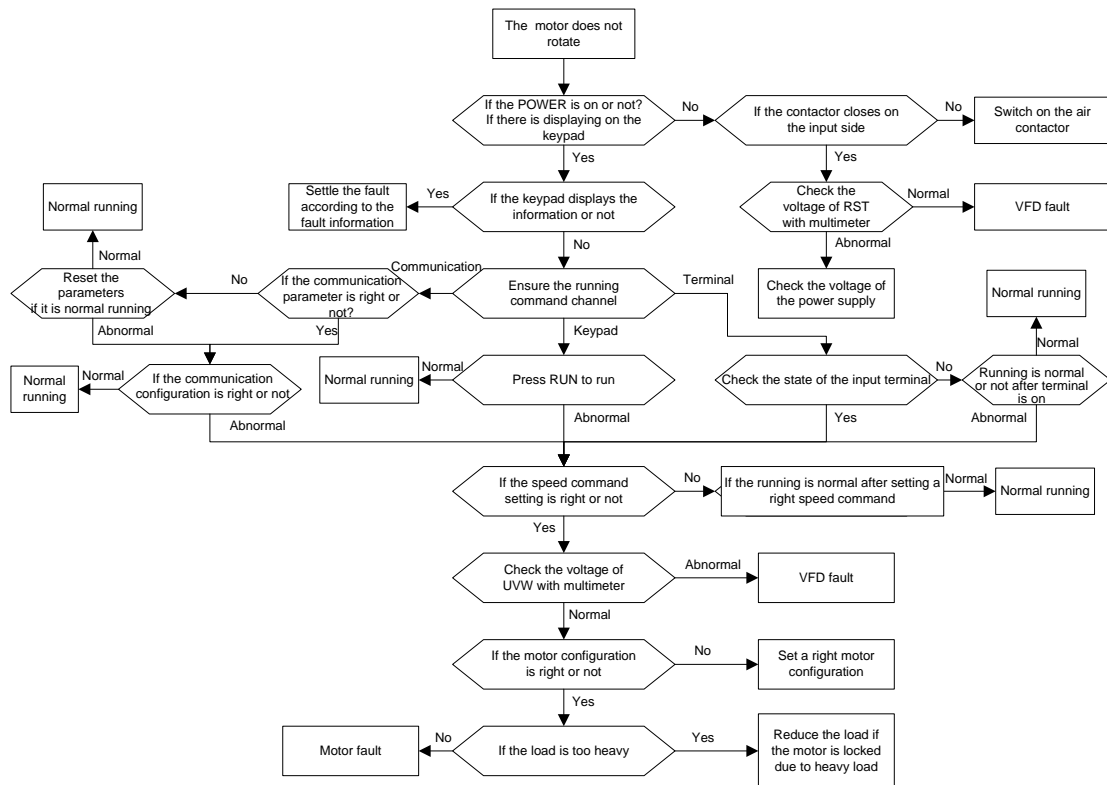 The motor does not
rotate
If the POWER is on or not?
If there is displaying on the
keypad
No
If the contactor closes on
the input side
No
Switch on the air
contactor
Yes
Yes
Settle the fault
according to the
fault information
Yes
If the keypad displays the
information or not
Check the
voltage of RST
with multimeter
Normal
VFD fault
Normal running
No
Abnormal
Normal
Reset the
parameters
if it is normal running
No
If the communication
parameter is right or
not?
Communication
Ensure the running
command channel
Terminal
Check the voltage of
the power supply
Normal running
Abnormal
Yes
Keypad
Normal
Normal
running
Normal
If the communication
configuration is right or not
Normal running
Normal
Press RUN to run
Check the state of the input terminal
No
Running is normal
or not after terminal
is on
Abnormal
Abnormal
Yes
Abnormal
If the speed command
setting is right or not
No
If the running is normal after setting a
right speed command
Normal
Normal running
Yes
Check the voltage of
UVW with multimeter
Abnormal
VFD fault
Normal
If the motor configuration
is right or not
No
Set a right motor
configuration
Yes
Motor fault
No
If the load is too heavy
Yes
Reduce the load if
the motor is locked
due to heavy load